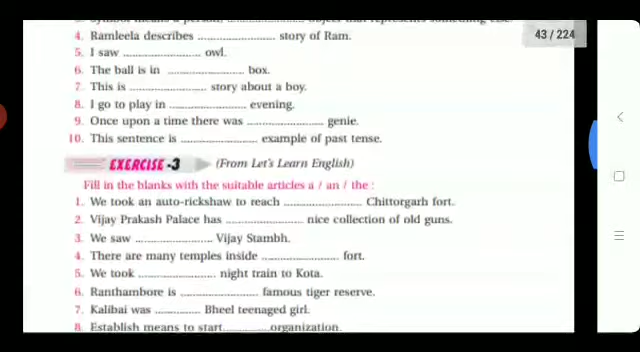 43 / 224
4. Ramleela describes ........................ story of Ram.
5. I saw ........................ owl.
6. The ball is in ........................ box.
7. This is ........................ story about a boy.
8. I go to play in ........................ evening.
9. Once upon a time there was ........................ genie.
10. This sentence is ........................ example of past tense.
EXERCISE -3 (From Let's Learn English)
Fill in the blanks with the suitable articles a / an / the :
1. We took an auto-rickshaw to reach ........................ Chittorgarh fort.
2. Vijay Prakash Palace has ........................ nice collection of old guns.
3. We saw ........................ Vijay Stambh.
4. There are many temples inside ........................ fort.
5. We took ........................ night train to Kota.
6. Ranthambore is ........................ famous tiger reserve.
7. Kalibai was .............. Bheel teenaged girl.
8. Establish means to start..............organization.